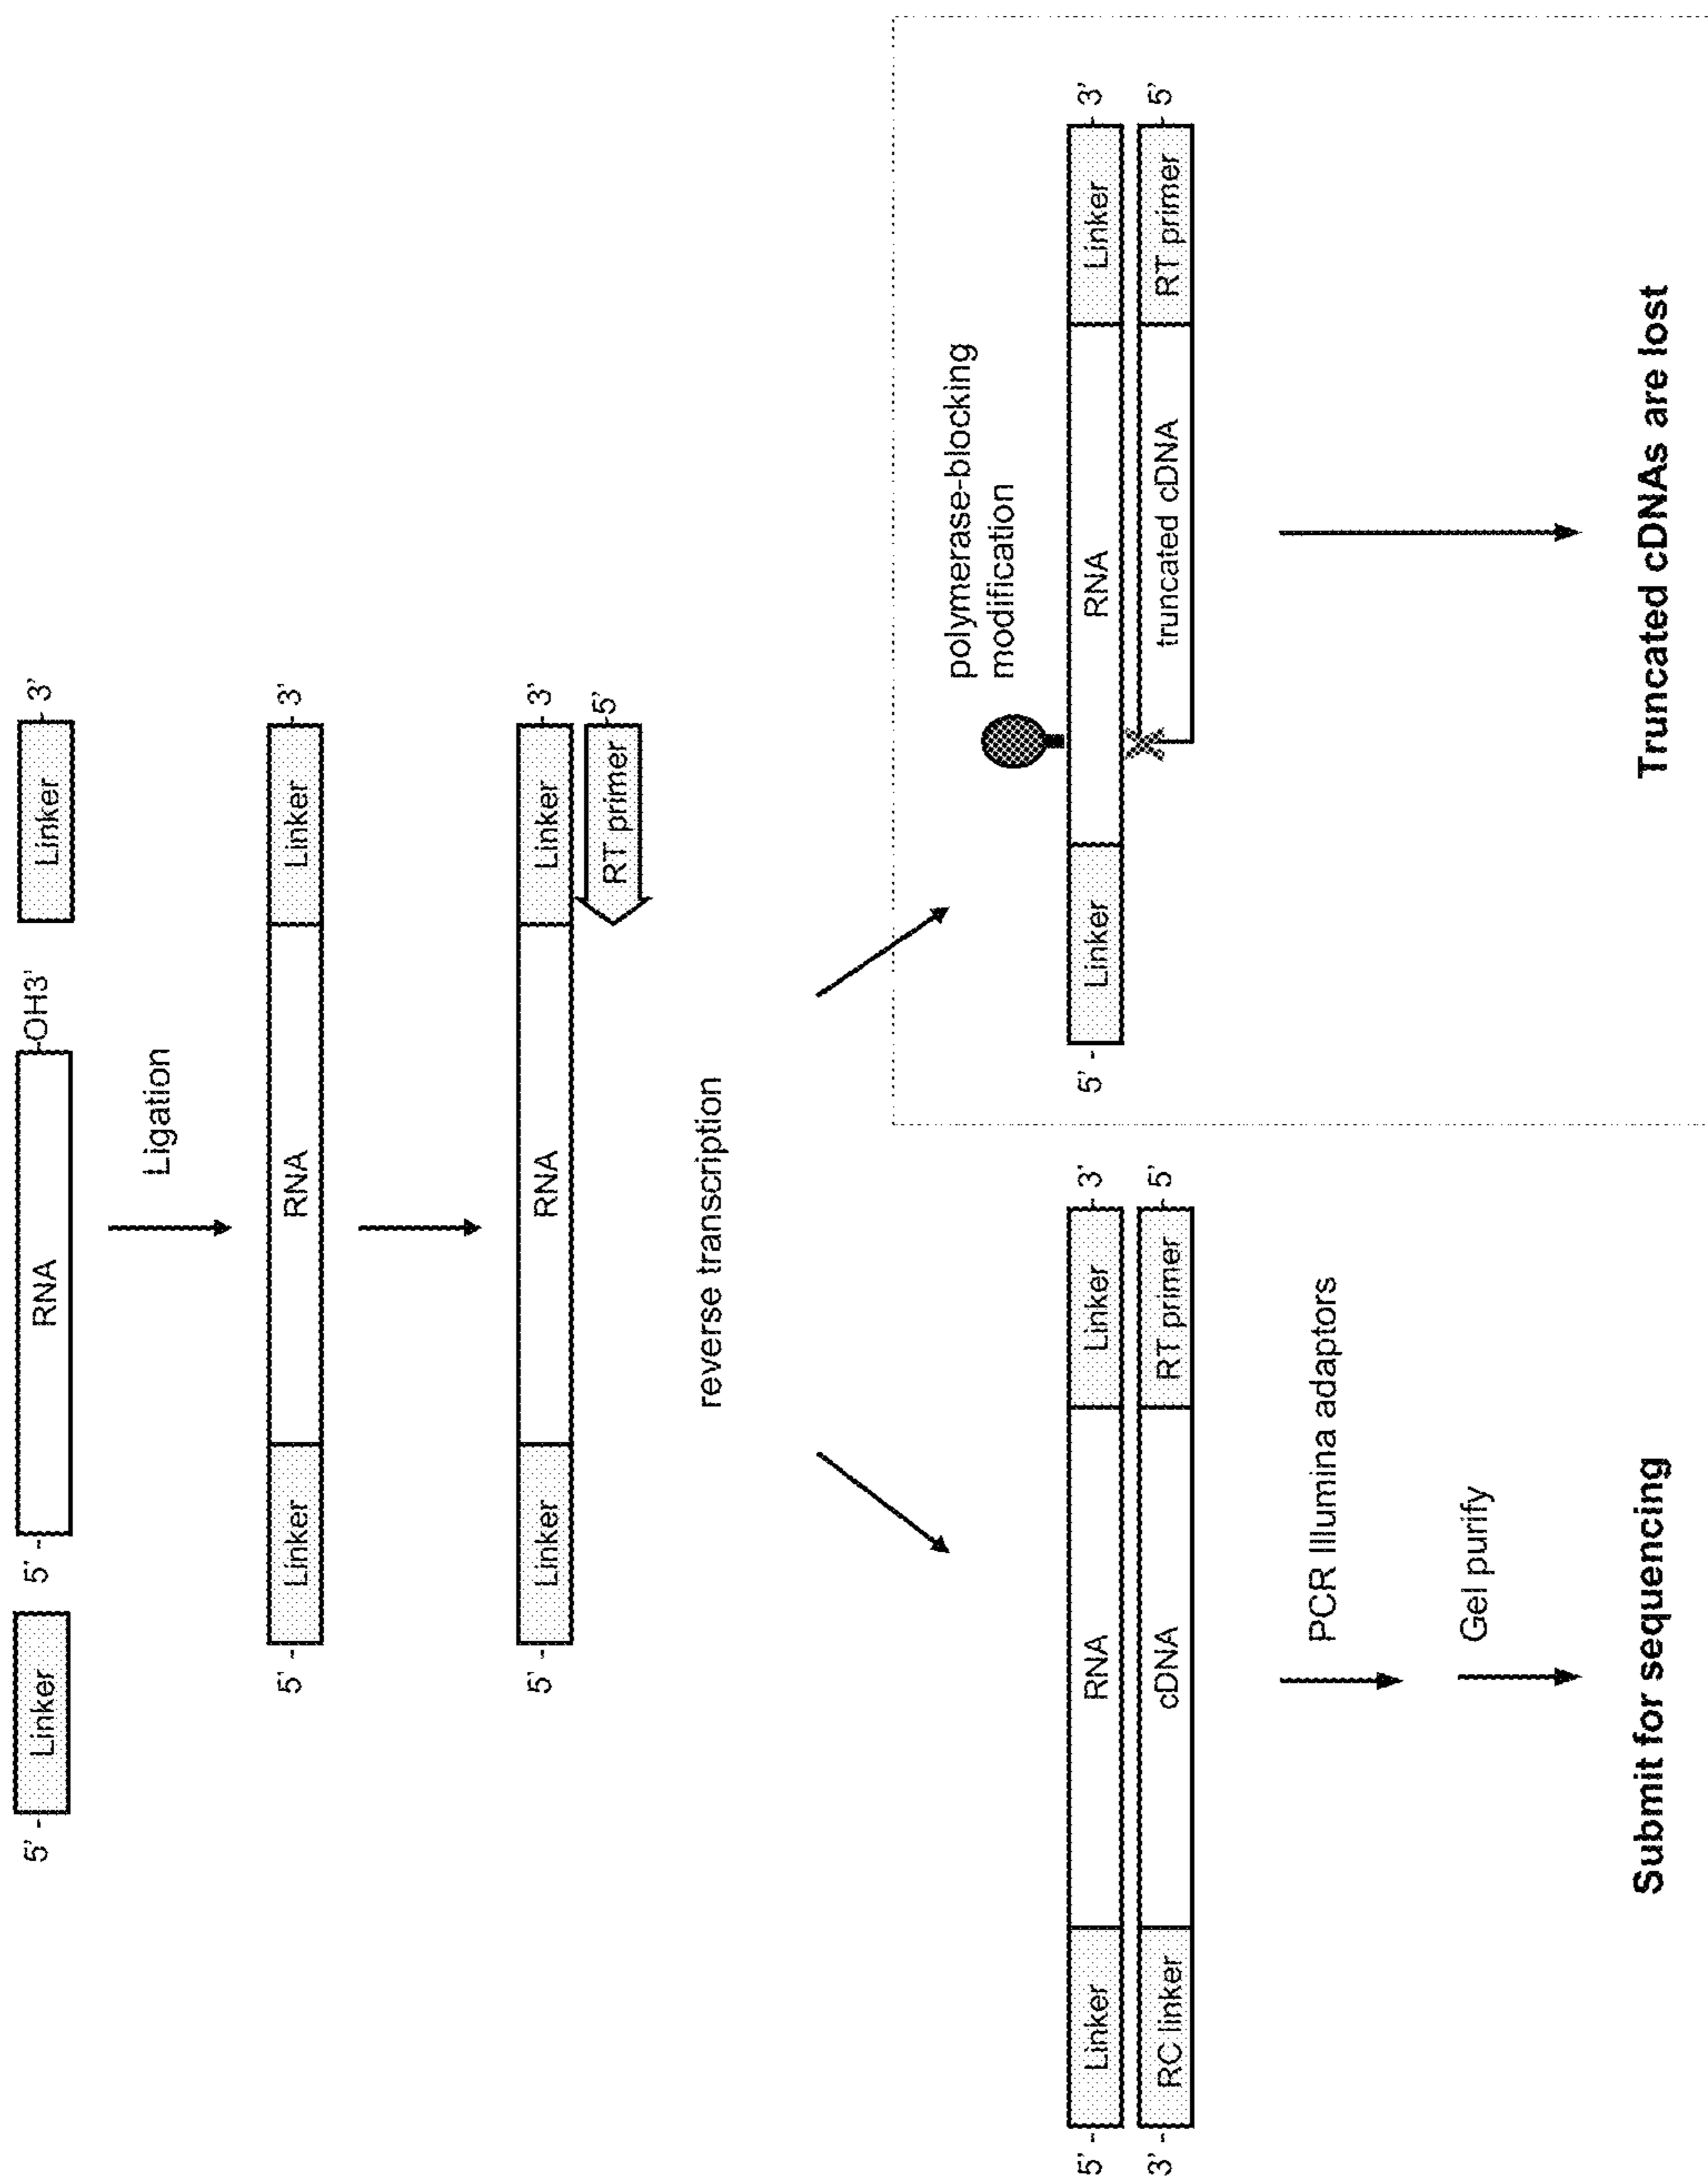 5' - Linker 5' - RNA -OH3' Linker - 3'
Ligation
5' - Linker RNA Linker - 3'
5' - Linker RNA Linker - 3'
RT primer - 5'
reverse transcription
5' - Linker RNA Linker - 3'
3' - RC linker cDNA RT primer - 5'
PCR Illumina adaptors
Gel purify
Submit for sequencing
polymerase-blocking
modification
5' - Linker RNA Linker - 3'
truncated cDNA RT primer - 5'
Truncated cDNAs are lost